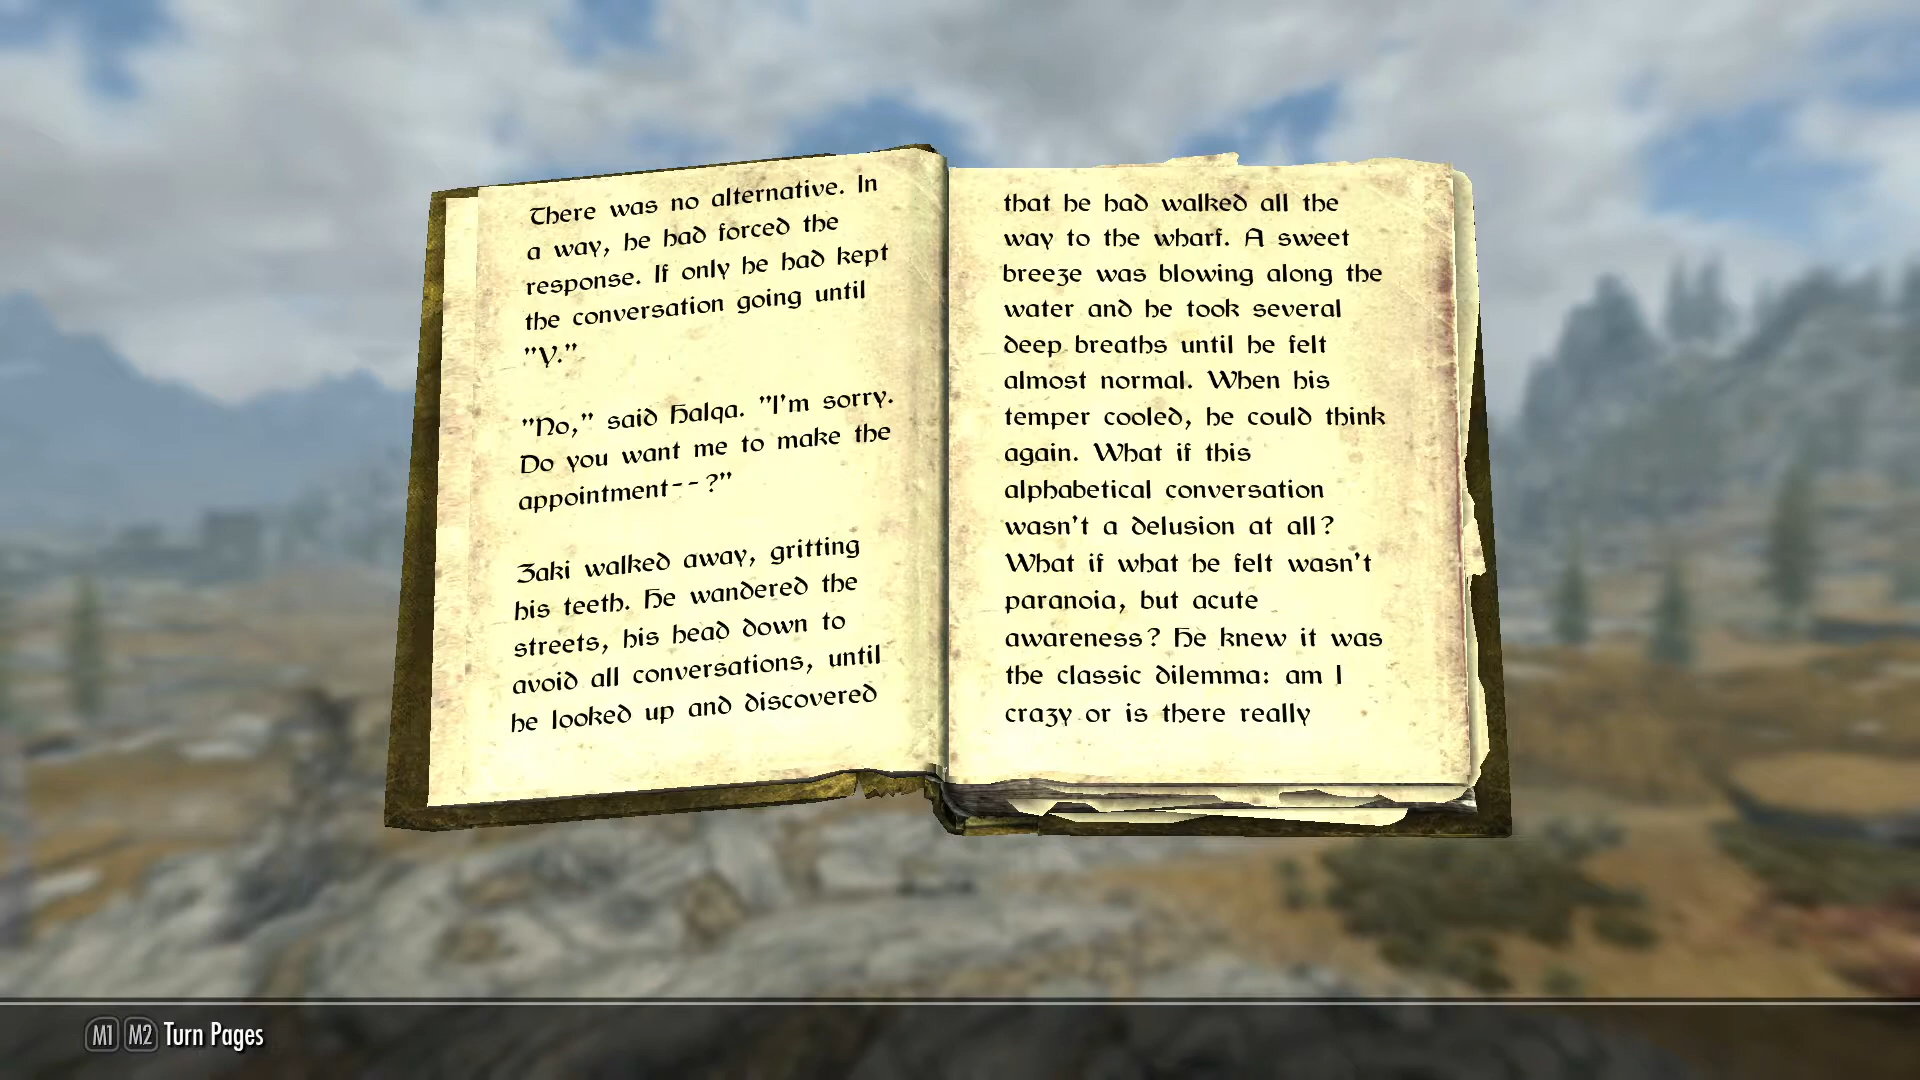 There was no alternative. In
a way, he had forced the
response. If only he had kept
the conversation going until
"Y."
"No," said Halqa. "I'm sorry.
Do you want me to make the
appointment--?"
Zaki walked away, gritting
his teeth. He wandered the
streets, his head down to
avoid all conversations, until
he looked up and discovered
that he had walked all the
way to the wharf. A sweet
breeze was blowing along the
water and he took several
deep breaths until he felt
almost normal. When his
temper cooled, he could think
again. What if this
alphabetical conversation
wasn't a delusion at all?
What if what he felt wasn't
paranoia, but acute
awareness? He knew it was
the classic dilemma: am I
crazy or is there really
M1 M2 Turn Pages